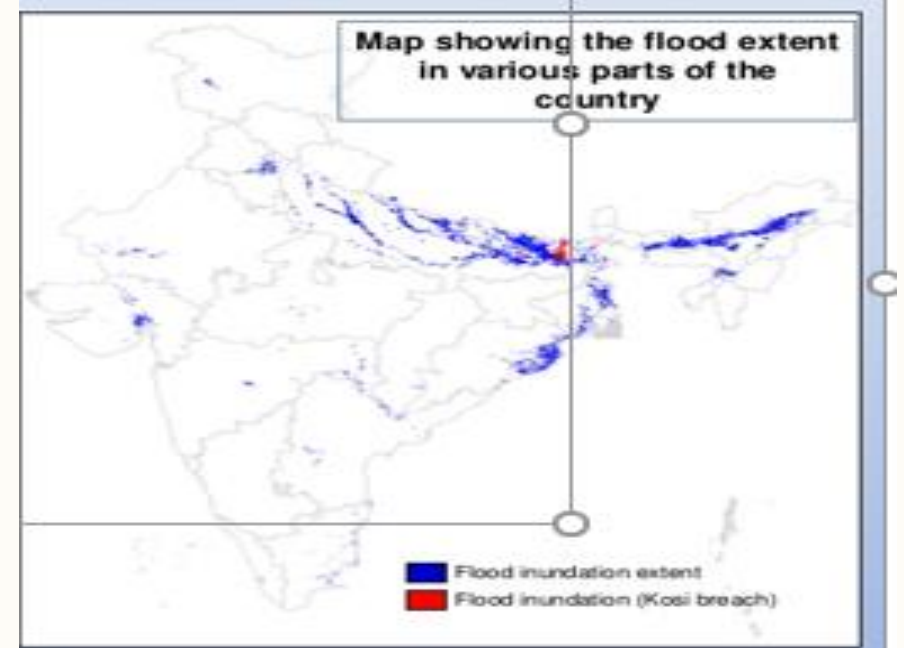 Map showing the flood extent
in various parts of the
country
Flood inundation extent
Flood inundation (Kosi breach)